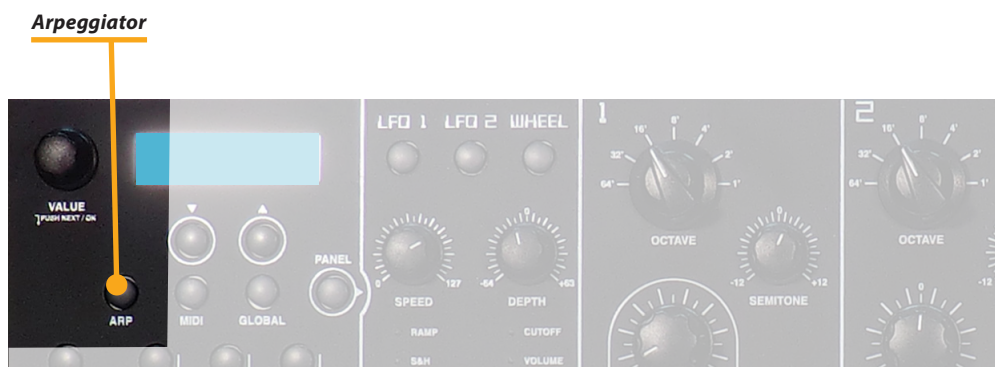 Arpeggiator
LFO 1 LFO 2 WHEEL
1
2
16' 8' 4'
32' 2'
64' 1'
16' 8' 4'
32' 2'
64' 1'
VALUE
PUSH NEXT / OK
OCTAVE
OCTAVE
PANEL
0
0 127
-64 +63
-12 +12
-12
SPEED
DEPTH
SEMITONE
0
0
ARP
MIDI
GLOBAL
RAMP
CUTOFF
S&H
VOLUME